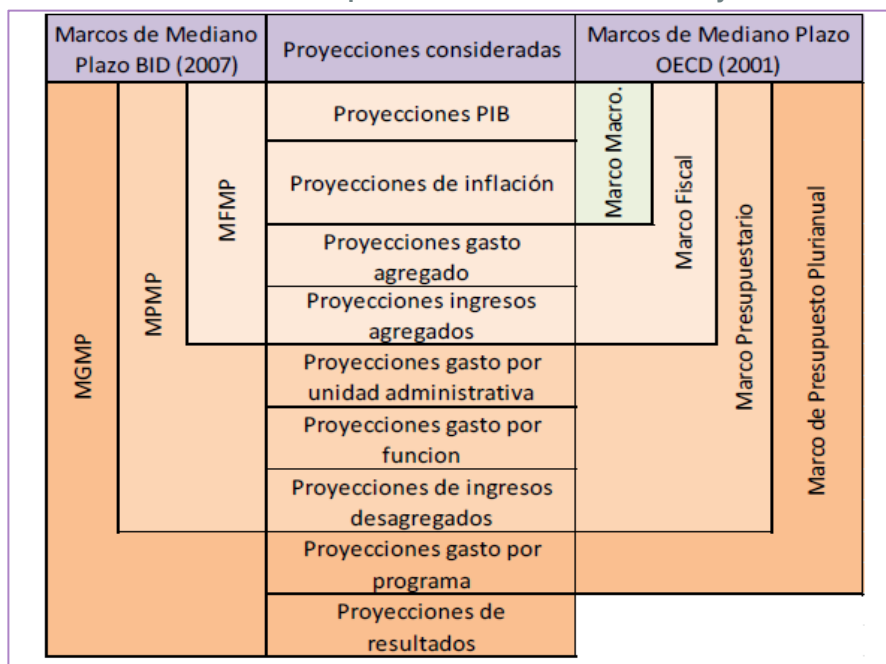 Marcos de Mediano
Plazo BID (2007)
Proyecciones consideradas
Marcos de Mediano Plazo
OECD (2001)
MGMP
MPMP
MFMP
Proyecciones PIB
Proyecciones de inflación
Proyecciones gasto
agregado
Proyecciones ingresos
agregados
Proyecciones gasto por
unidad administrativa
Proyecciones gasto por
funcion
Proyecciones de ingresos
desagregados
Proyecciones gasto por
programa
Proyecciones de
resultados
Marco Macro.
Marco Fiscal
Marco Presupuestario
Marco de Presupuesto Plurianual